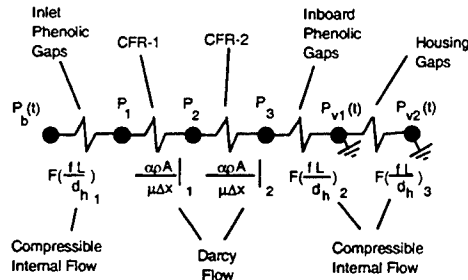 Inlet
Phenolic
Gaps
CFR-1
CFR-2
Inboard
Phenolic
Gaps
Housing
Gaps
P_b(t)
P_1
P_2
P_3
P_v1(t)
P_v2(t)
F(fL/d_h)_1
αρA/μΔx|_1
αρA/μΔx|_2
F(fL/d_h)_2
F(fL/d_h)_3
Compressible
Internal Flow
Darcy
Flow
Compressible
Internal Flow